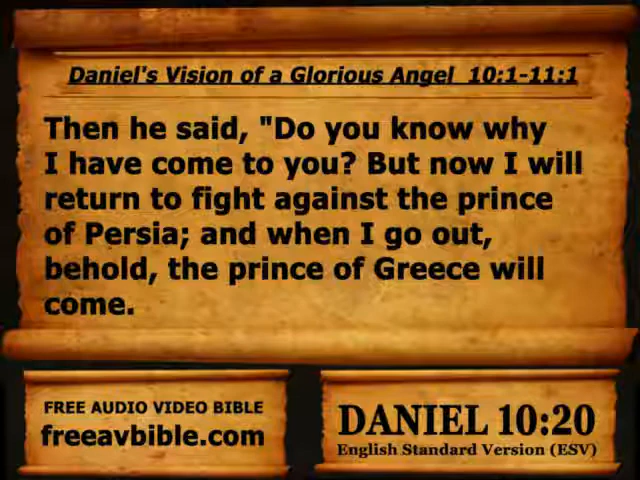 Daniel's Vision of a Glorious Angel 10:1-11:1
Then he said, "Do you know why
I have come to you? But now I will
return to fight against the prince
of Persia; and when I go out,
behold, the prince of Greece will
come.
FREE AUDIO VIDEO BIBLE
freeavbible.com
DANIEL 10:20
English Standard Version (ESV)